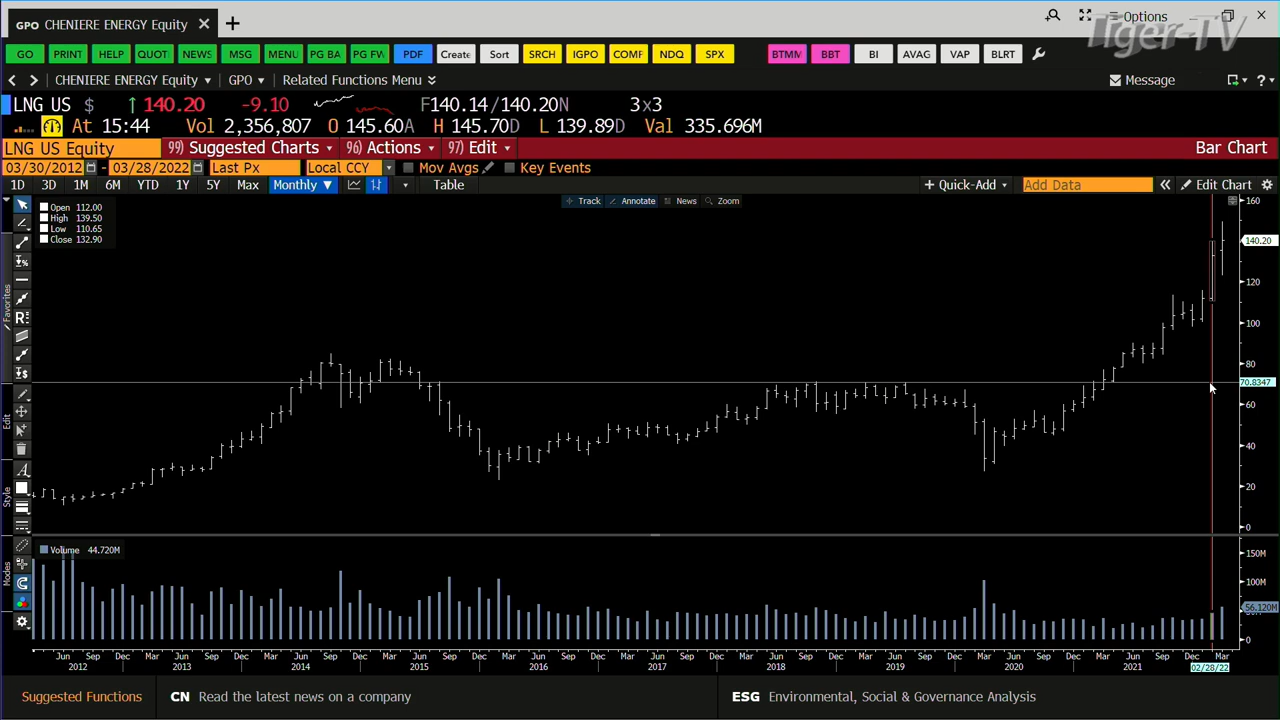 GPO CHENIERE ENERGY Equity × +
Options
Tiger-TV
GO PRINT HELP QUOT NEWS MSG MENU PG BA PG FW PDF Create Sort SRCH IGPO COMF NDQ SPX BTMM BBT BI AVAG VAP BLRT
CHENIERE ENERGY Equity GPO Related Functions Menu Message ?
LNG US $ ↑ 140.20 -9.10 F140.14/140.20N 3x3
At 15:44 Vol 2,356,807 O 145.60A H 145.70D L 139.89D Val 335.696M
LNG US Equity 99) Suggested Charts 96) Actions 97) Edit Bar Chart
03/30/2012 - 03/28/2022 Last Px Local CCY Mov Avgs Key Events
1D 3D 1M 6M YTD 1Y 5Y Max Monthly ▼ Table + Quick-Add Add Data « Edit Chart
Track Annotate News Zoom
Open 112.00
High 139.50
Low 110.65
Close 132.90
160
140.20
120
100
80
70.8347
60
40
20
0
Favorites
Edit
Style
Modes
Volume 44.720M
150M
100M
56.120M
0
Jun Sep Dec Mar Jun Sep Dec Mar Jun Sep Dec Mar Jun Sep Dec Mar Jun Sep Dec Mar Jun Sep Dec Mar Jun Sep Dec Mar Jun Sep Dec Mar Jun Sep Dec Mar Jun Sep Dec Mar
2012 2013 2014 2015 2016 2017 2018 2019 2020 2021 02/28/22
Suggested Functions CN Read the latest news on a company ESG Environmental, Social & Governance Analysis